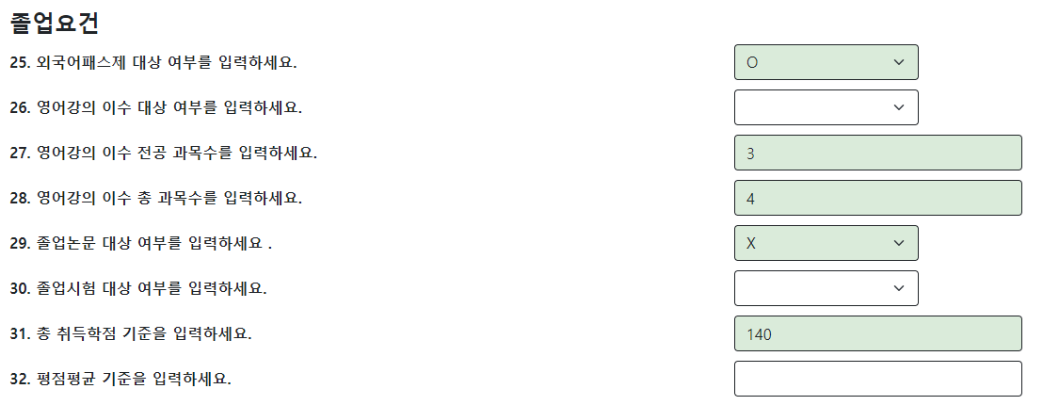 졸업요건
25. 외국어패스제 대상 여부를 입력하세요. O
26. 영어강의 이수 대상 여부를 입력하세요.
27. 영어강의 이수 전공 과목수를 입력하세요. 3
28. 영어강의 이수 총 과목수를 입력하세요. 4
29. 졸업논문 대상 여부를 입력하세요 . X
30. 졸업시험 대상 여부를 입력하세요.
31. 총 취득학점 기준을 입력하세요. 140
32. 평점평균 기준을 입력하세요.